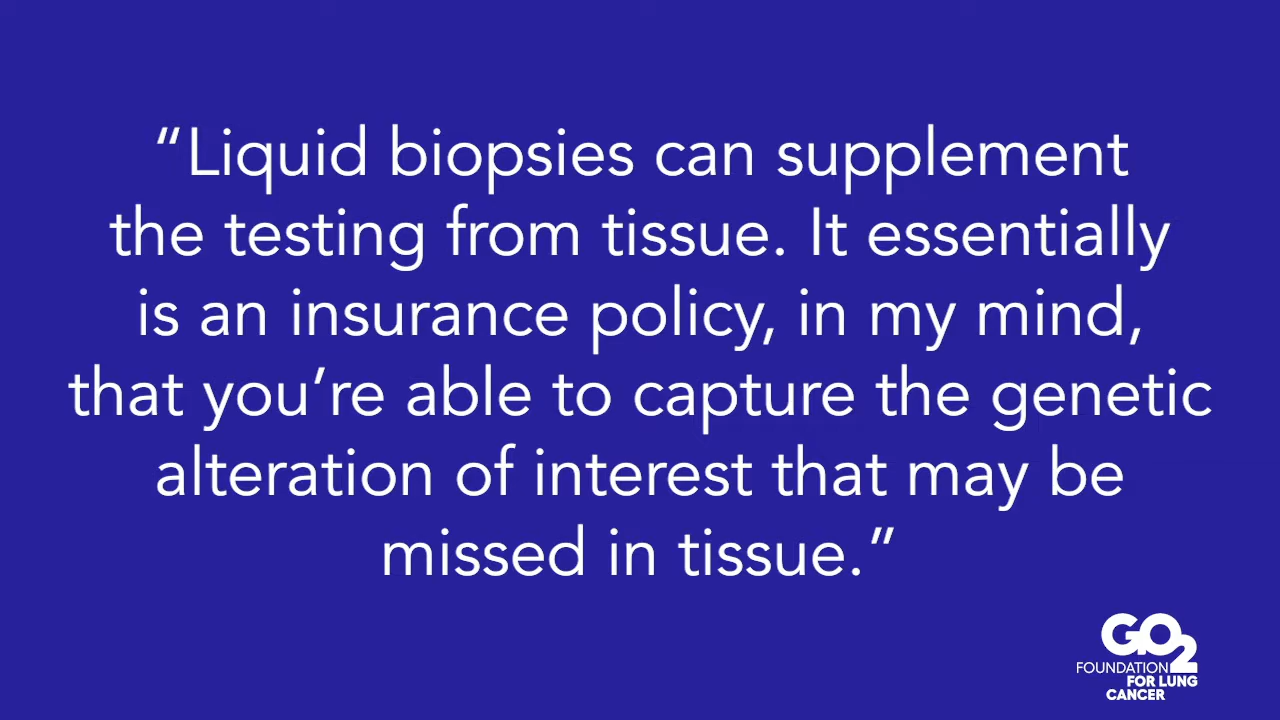 “Liquid biopsies can supplement
the testing from tissue. It essentially
is an insurance policy, in my mind,
that you’re able to capture the genetic
alteration of interest that may be
missed in tissue.”
GO2
FOUNDATION
FOR LUNG
CANCER